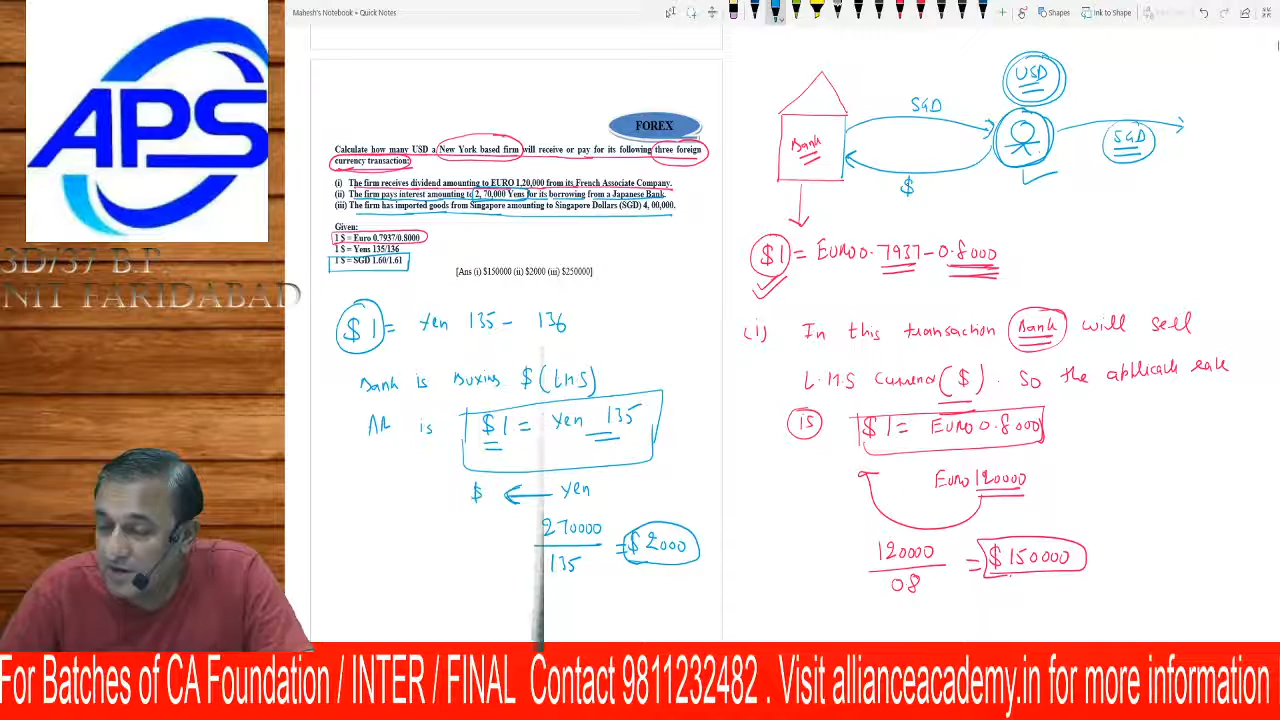 Mahesh's Notebook • Quick Notes
Shapes
Ink to Shape
APS
3D/37 B.P.
NIT FARIDABAD
FOREX
Calculate how many USD a New York based firm will receive or pay for its following three foreign
currency transaction:
(i) The firm receives dividend amounting to EURO 1,20,000 from its French Associate Company.
(ii) The firm pays interest amounting to 2, 70,000 Yens for its borrowing from a Japanese Bank.
(iii) The firm has imported goods from Singapore amounting to Singapore Dollars (SGD) 4, 00,000.
Given:
1 $ = Euro 0.7937/0.8000
1 $ = Yens 135/136
1 $ = SGD 1.60/1.61
[Ans (i) $150000 (ii) $2000 (iii) $250000]
$1 = Yen 135 - 136
Bank is Buying $ (LHS)
AR is $1 = Yen 135
$ ← Yen
270000
135
= $2000
USD
SGD
Bank
SGD
$
$1 = EURO 0.7937 - 0.8000
(i) In this transaction Bank will sell
L.H.S Currency ($). So the applicable rate
is $1 = EURO 0.8000
Euro 120000
120000
08
= $150000
For Batches of CA Foundation / INTER / FINAL Contact 9811232482 . Visit allianceacademy.in for more information